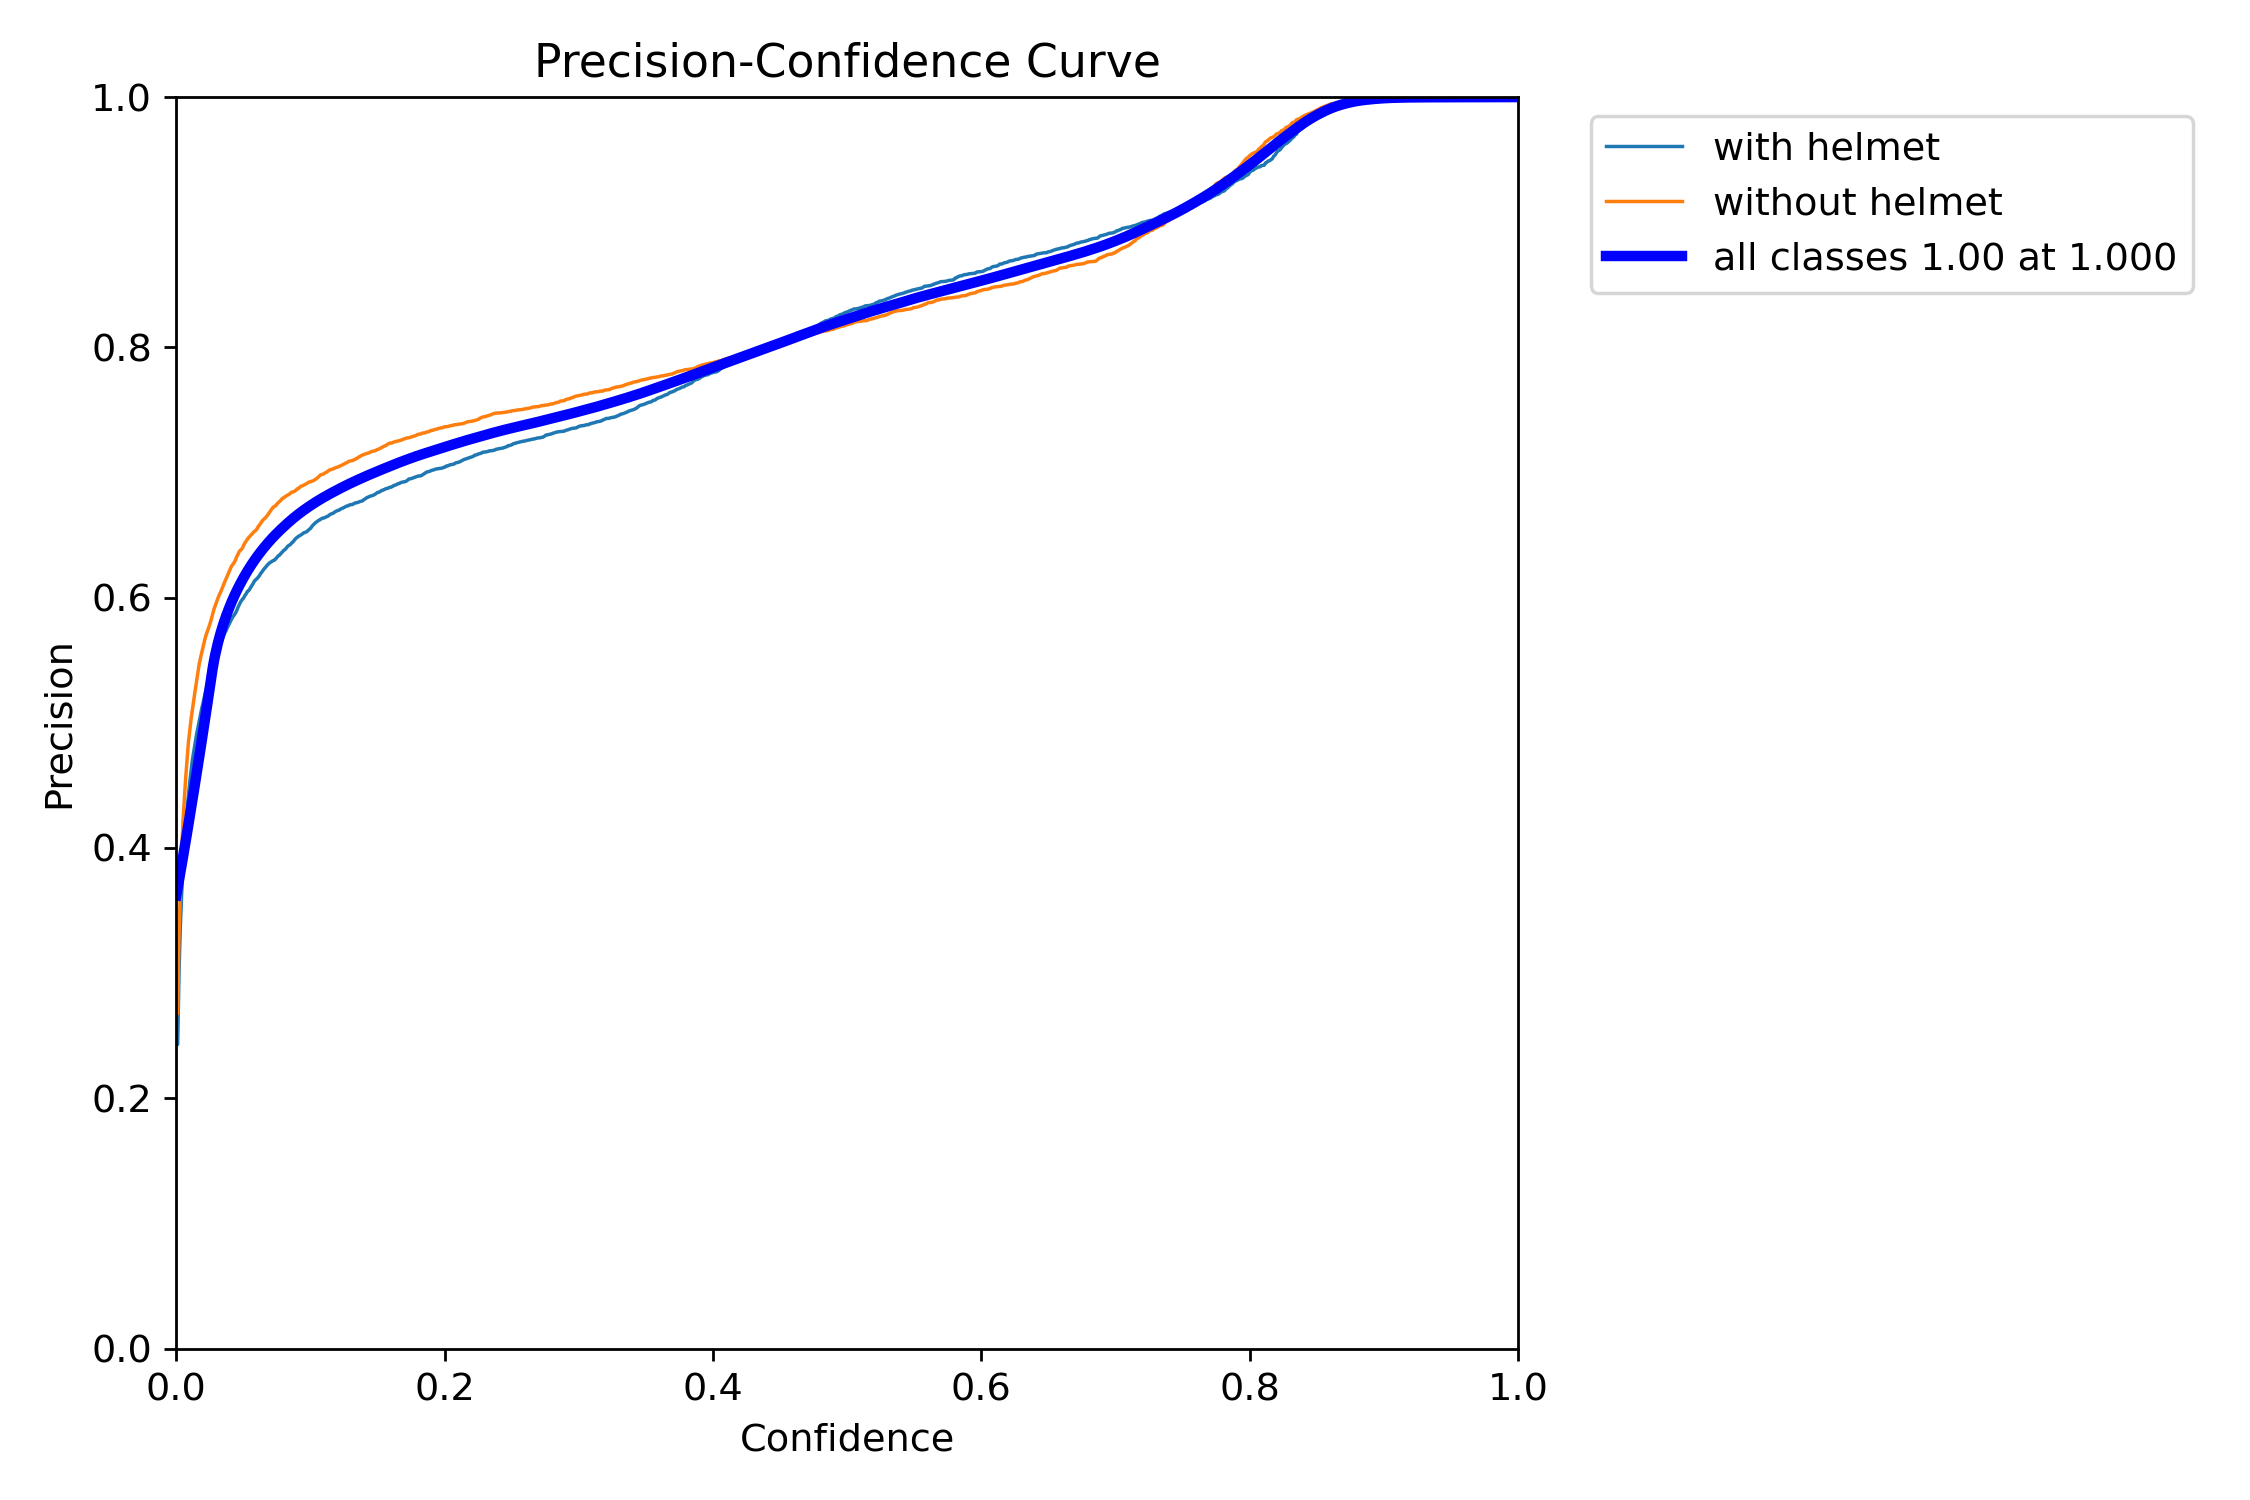 Precision-Confidence Curve
with helmet
without helmet
all classes 1.00 at 1.000
1.0
0.8
0.6
0.4
0.2
0.0
Precision
0.0 0.2 0.4 0.6 0.8 1.0
Confidence